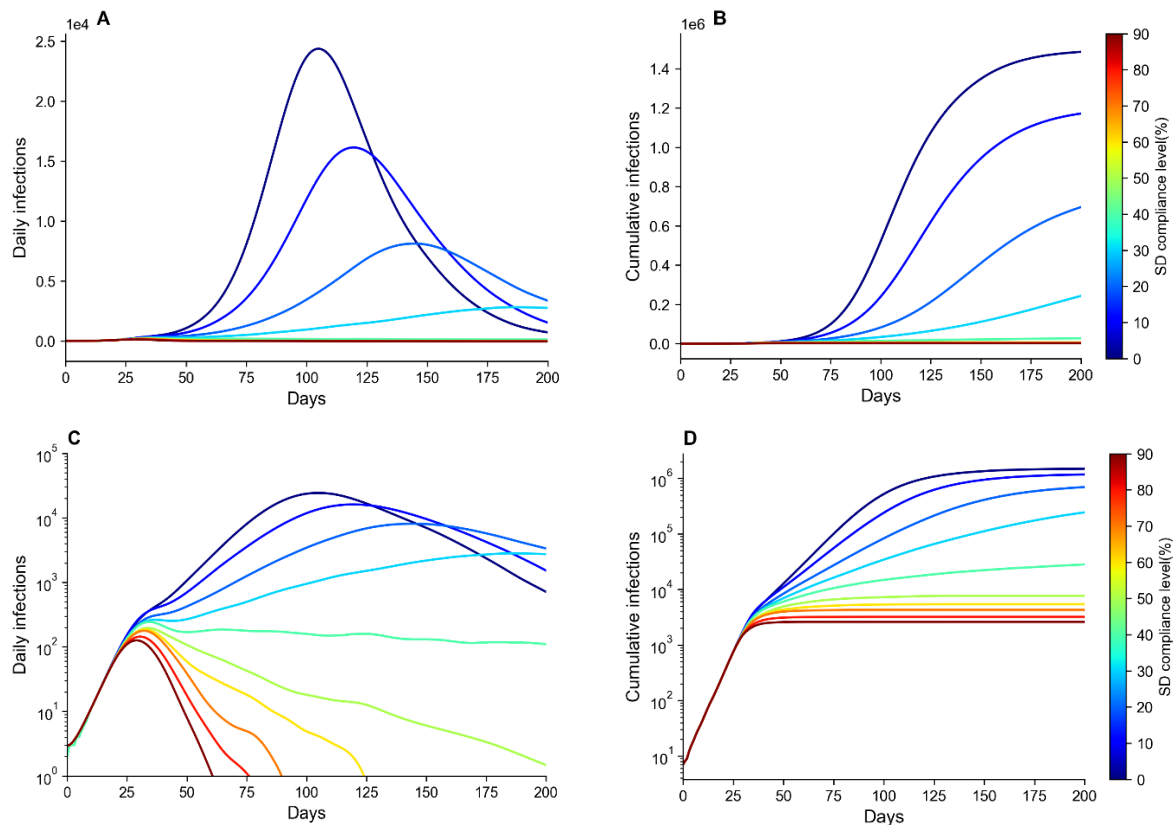 A
1e4
2.5
2.0
1.5
1.0
0.5
0.0
Daily infections
0 25 50 75 100 125 150 175 200
Days
B
1e6
1.4
1.2
1.0
0.8
0.6
0.4
0.2
0.0
Cumulative infections
0 25 50 75 100 125 150 175 200
Days
90
80
70
60
50
40
30
20
10
0
SD compliance level(%)
C
10^5
10^4
10^3
10^2
10^1
10^0
Daily infections
0 25 50 75 100 125 150 175 200
Days
D
10^6
10^5
10^4
10^3
10^2
10^1
Cumulative infections
0 25 50 75 100 125 150 175 200
Days
90
80
70
60
50
40
30
20
10
0
SD compliance level(%)